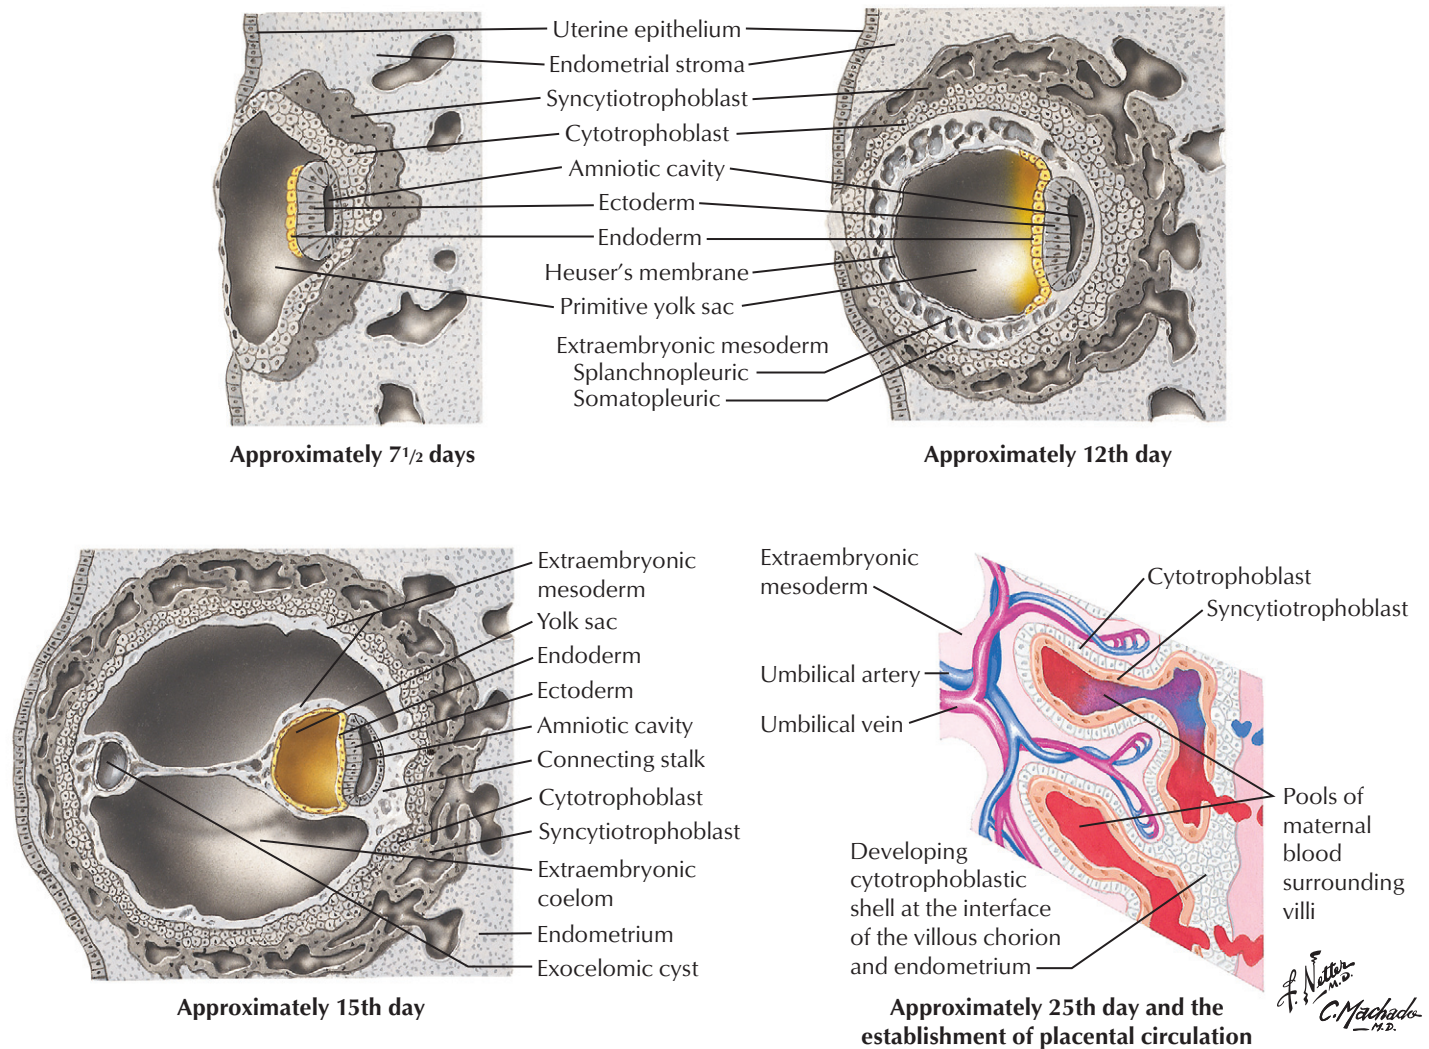 Uterine epithelium
Endometrial stroma
Syncytiotrophoblast
Cytotrophoblast
Amniotic cavity
Ectoderm
Endoderm
Heuser's membrane
Primitive yolk sac
Extraembryonic mesoderm
Splanchnopleuric
Somatopleuric
Approximately 7 1/2 days
Approximately 12th day
Extraembryonic
mesoderm
Yolk sac
Endoderm
Ectoderm
Amniotic cavity
Connecting stalk
Cytotrophoblast
Syncytiotrophoblast
Extraembryonic
coelom
Endometrium
Exocelomic cyst
Approximately 15th day
Extraembryonic
mesoderm
Cytotrophoblast
Syncytiotrophoblast
Umbilical artery
Umbilical vein
Pools of
maternal
blood
surrounding
villi
Developing
cytotrophoblastic
shell at the interface
of the villous chorion
and endometrium
Approximately 25th day and the
establishment of placental circulation
F. Netter
M.D.
C. Machado
M.D.